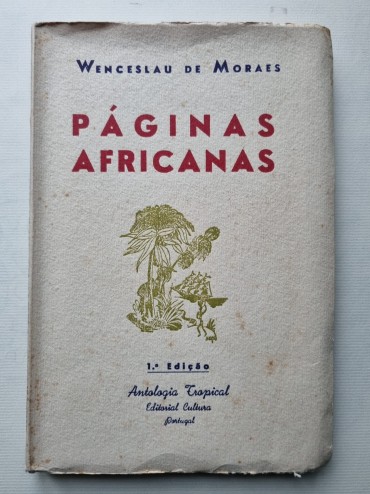 Wenceslau de Moraes
PÁGINAS
AFRICANAS
1.ª Edição
Antologia Tropical
Editorial Cultura
Portugal